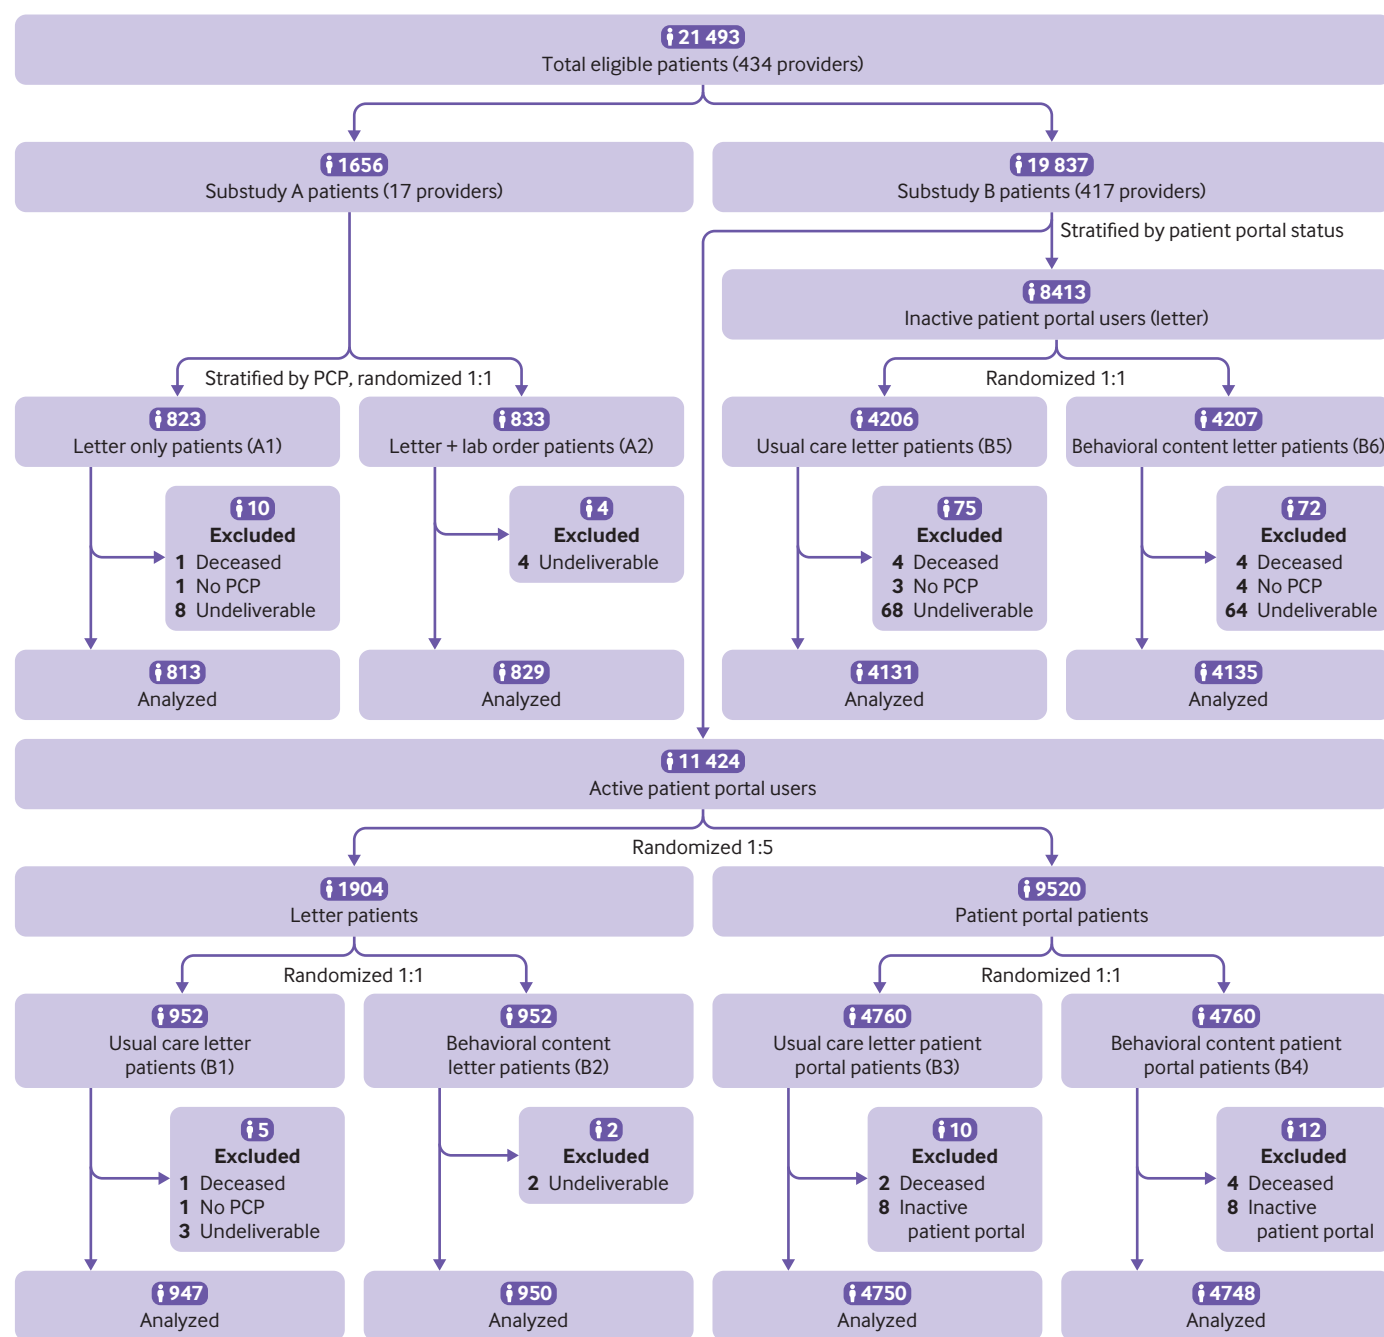 21 493
Total eligible patients (434 providers)
1656
Substudy A patients (17 providers)
19 837
Substudy B patients (417 providers)
Stratified by patient portal status
8413
Inactive patient portal users (letter)
Stratified by PCP, randomized 1:1
Randomized 1:1
823
Letter only patients (A1)
833
Letter + lab order patients (A2)
4206
Usual care letter patients (B5)
4207
Behavioral content letter patients (B6)
10
Excluded
1 Deceased
1 No PCP
8 Undeliverable
4
Excluded
4 Undeliverable
75
Excluded
4 Deceased
3 No PCP
68 Undeliverable
72
Excluded
4 Deceased
4 No PCP
64 Undeliverable
813
Analyzed
829
Analyzed
4131
Analyzed
4135
Analyzed
11 424
Active patient portal users
Randomized 1:5
1904
Letter patients
9520
Patient portal patients
Randomized 1:1
Randomized 1:1
952
Usual care letter
patients (B1)
952
Behavioral content
letter patients (B2)
4760
Usual care letter patient
portal patients (B3)
4760
Behavioral content patient
portal patients (B4)
5
Excluded
1 Deceased
1 No PCP
3 Undeliverable
2
Excluded
2 Undeliverable
10
Excluded
2 Deceased
8 Inactive
patient portal
12
Excluded
4 Deceased
8 Inactive
patient portal
947
Analyzed
950
Analyzed
4750
Analyzed
4748
Analyzed